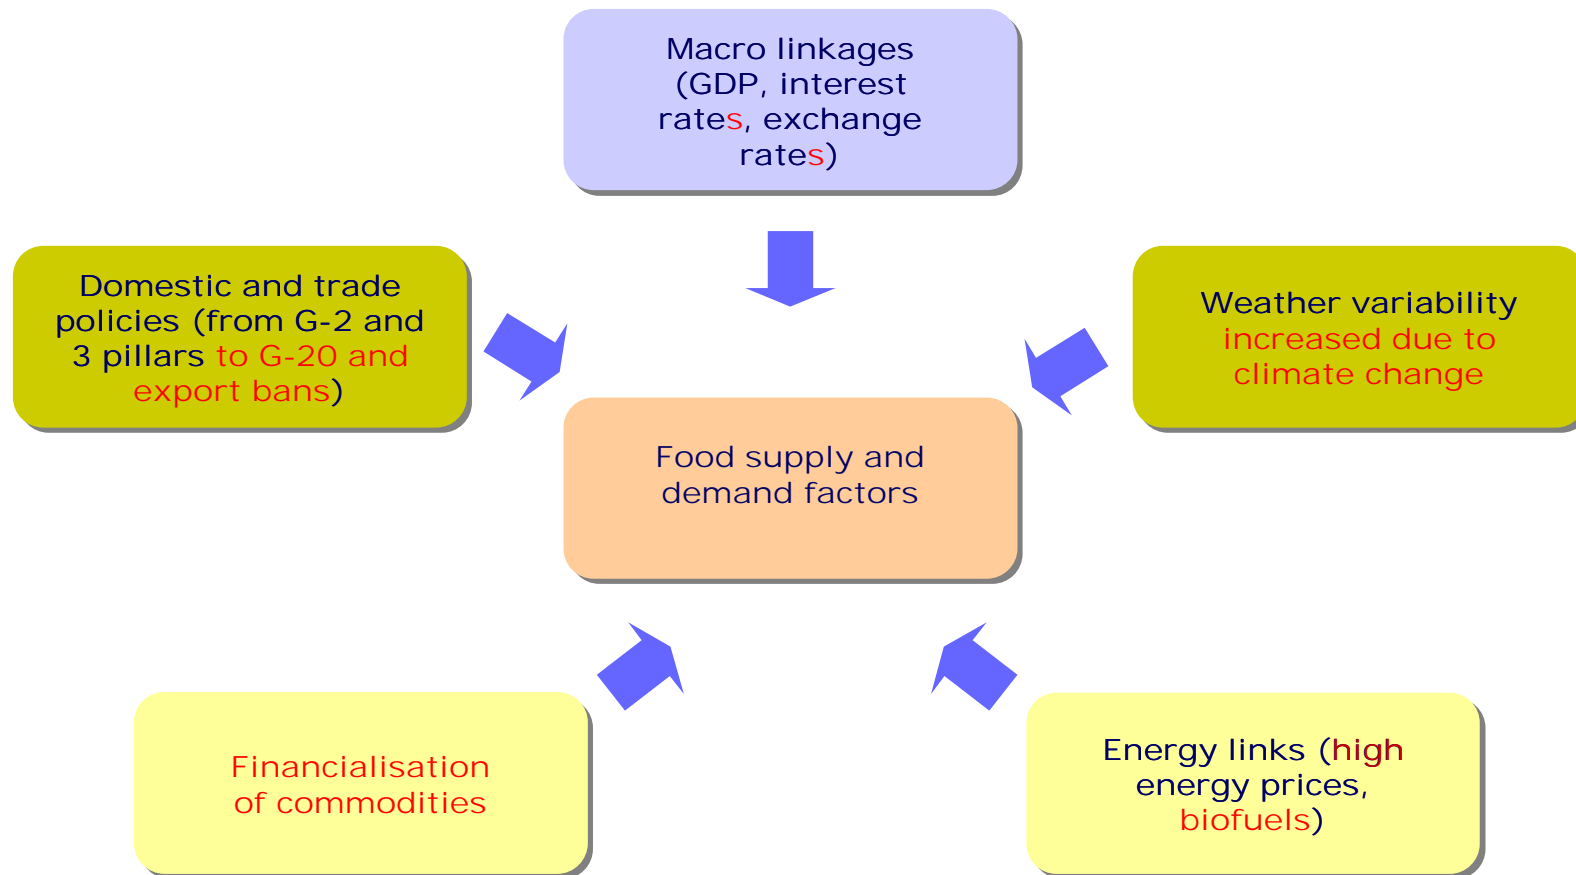 Macro linkages
(GDP, interest
rates, exchange
rates)
Domestic and trade
policies (from G-2 and
3 pillars to G-20 and
export bans)
Weather variability
increased due to
climate change
Food supply and
demand factors
Financialisation
of commodities
Energy links (high
energy prices,
biofuels)